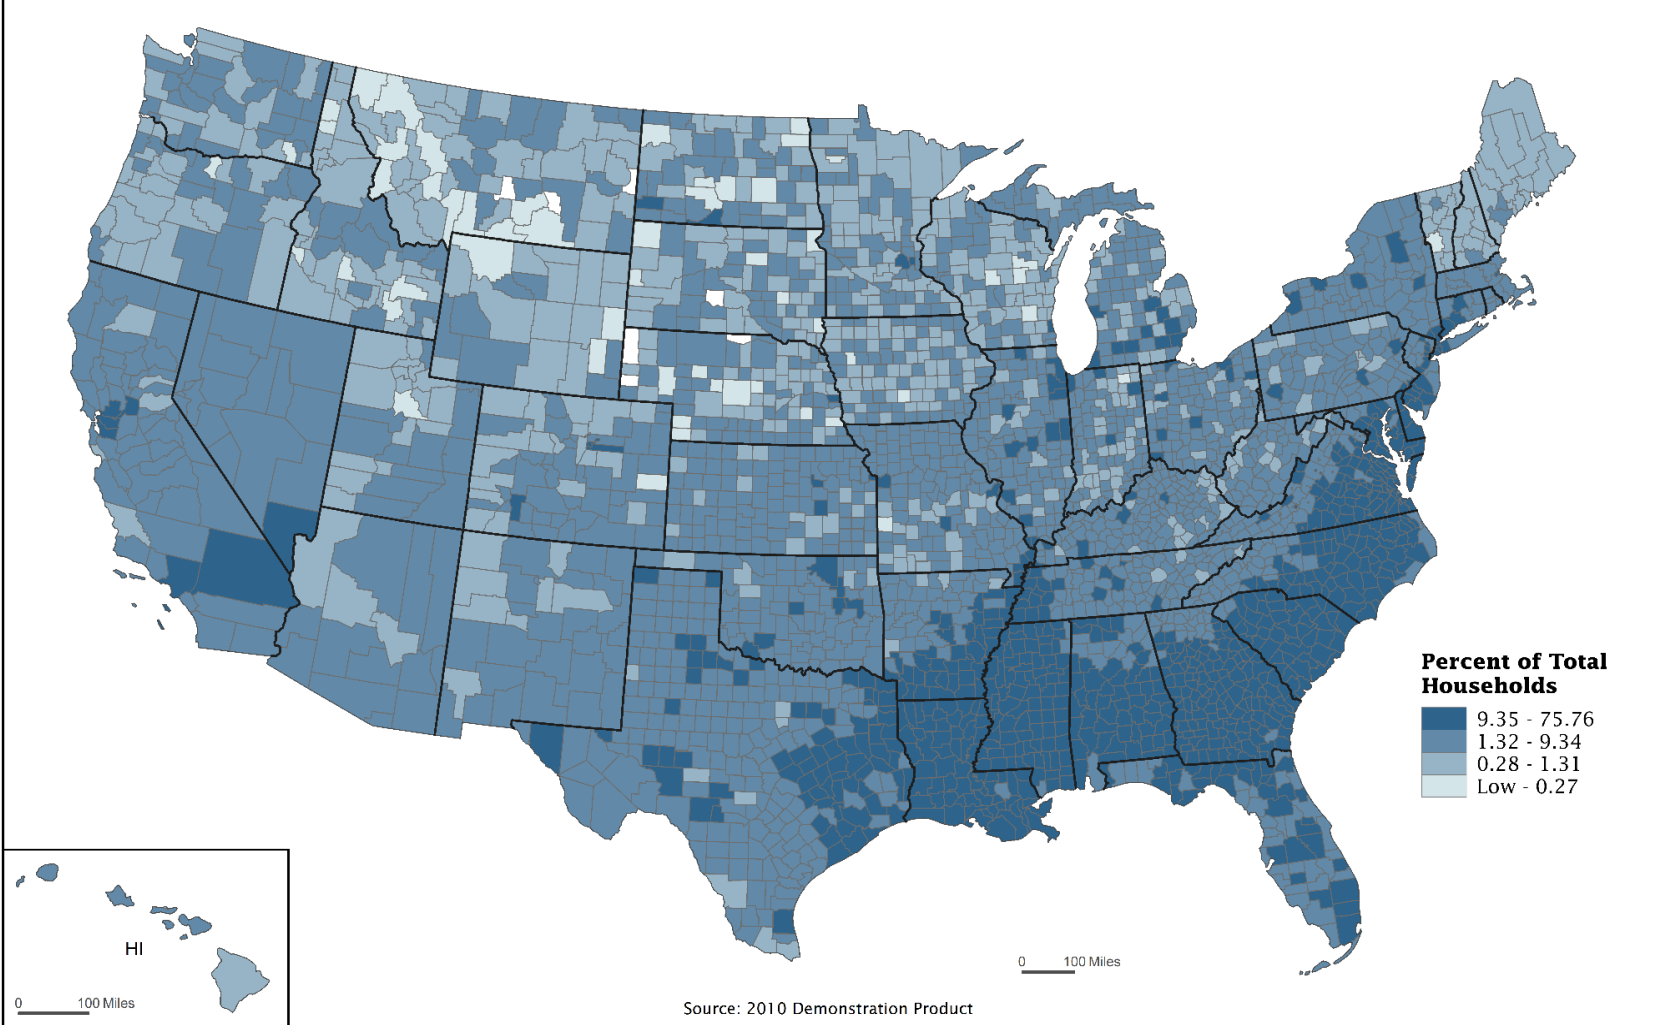 Percent of Total
Households
9.35 - 75.76
1.32 - 9.34
0.28 - 1.31
Low - 0.27
HI
0 100 Miles
0 100 Miles
Source: 2010 Demonstration Product